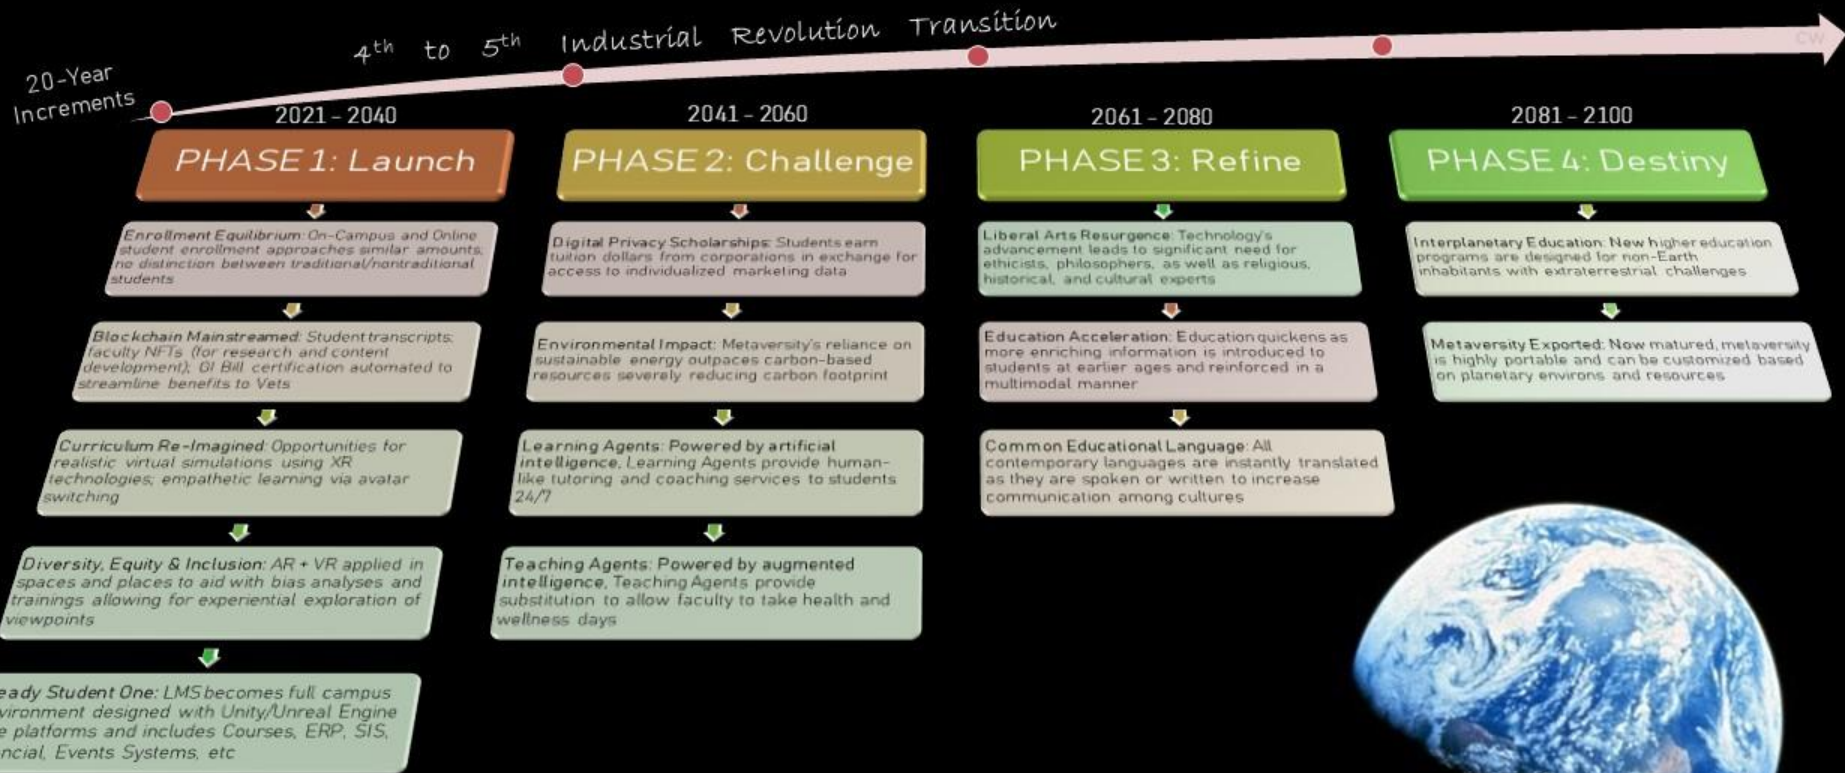 4th to 5th Industrial Revolution Transition
20-Year
Increments
CW
2021 - 2040
PHASE 1: Launch
Enrollment Equilibrium: On-Campus and Online
student enrollment approaches similar amounts;
no distinction between traditional/nontraditional
students
Blockchain Mainstreamed: Student transcripts;
faculty NFTs (for research and content
development); GI Bill certification automated to
streamline benefits to Vets
Curriculum Re-Imagined: Opportunities for
realistic virtual simulations using XR
technologies; empathetic learning via avatar
switching
Diversity, Equity & Inclusion: AR + VR applied in
spaces and places to aid with bias analyses and
trainings allowing for experiential exploration of
viewpoints
eady Student One: LMS becomes full campus
vironment designed with Unity/Unreal Engine
e platforms and includes Courses, ERP, SIS,
ncial, Events Systems, etc
2041 - 2060
PHASE 2: Challenge
Digital Privacy Scholarships: Students earn
tuition dollars from corporations in exchange for
access to individualized marketing data
Environmental Impact: Metaversity's reliance on
sustainable energy outpaces carbon-based
resources severely reducing carbon footprint
Learning Agents: Powered by artificial
intelligence, Learning Agents provide human-
like tutoring and coaching services to students
24/7
Teaching Agents: Powered by augmented
intelligence, Teaching Agents provide
substitution to allow faculty to take health and
wellness days
2061 - 2080
PHASE 3: Refine
Liberal Arts Resurgence: Technology's
advancement leads to significant need for
ethicists, philosophers, as well as religious,
historical, and cultural experts
Education Acceleration: Education quickens as
more enriching information is introduced to
students at earlier ages and reinforced in a
multimodal manner
Common Educational Language: All
contemporary languages are instantly translated
as they are spoken or written to increase
communication among cultures
2081 - 2100
PHASE 4: Destiny
Interplanetary Education: New higher education
programs are designed for non-Earth
inhabitants with extraterrestrial challenges
Metaversity Exported: Now matured, metaversity
is highly portable and can be customized based
on planetary environs and resources